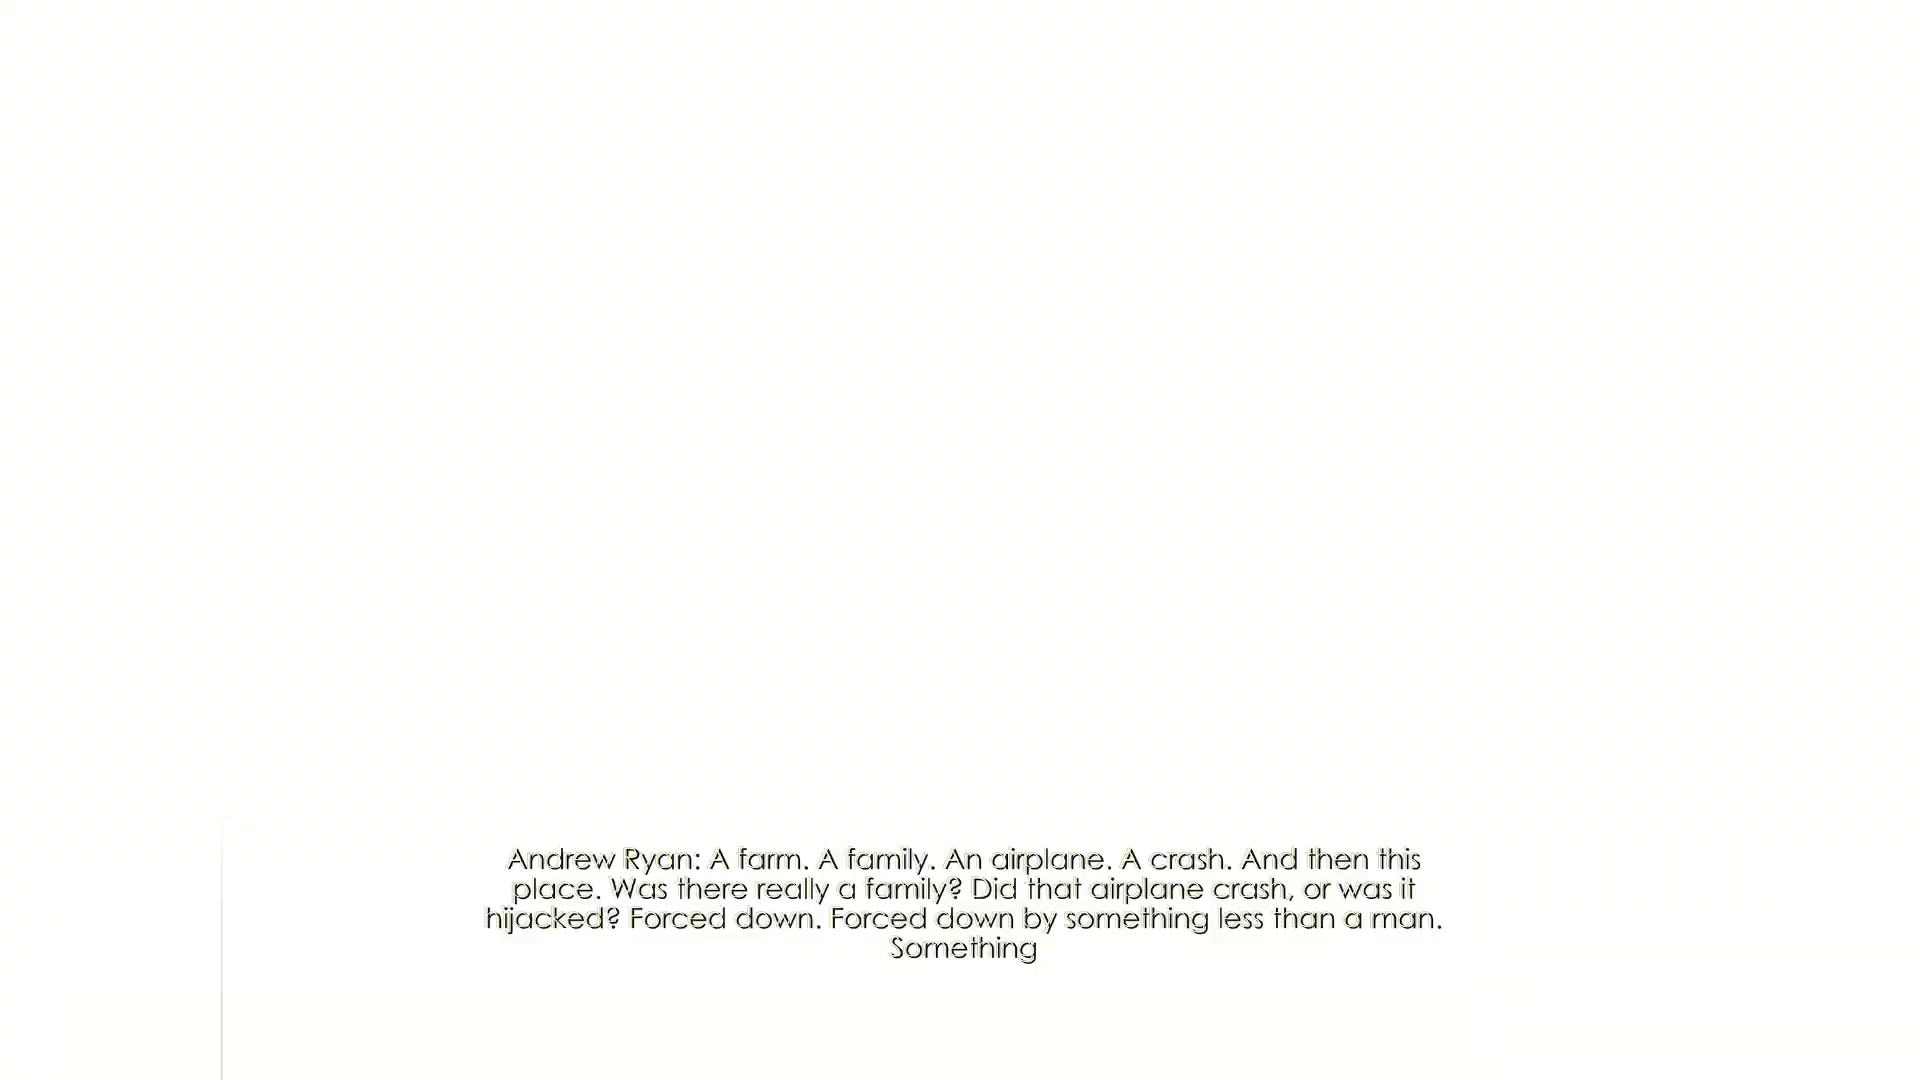 Andrew Ryan: A farm. A family. An airplane. A crash. And then this
place. Was there really a family? Did that airplane crash, or was it
hijacked? Forced down. Forced down by something less than a man.
Something